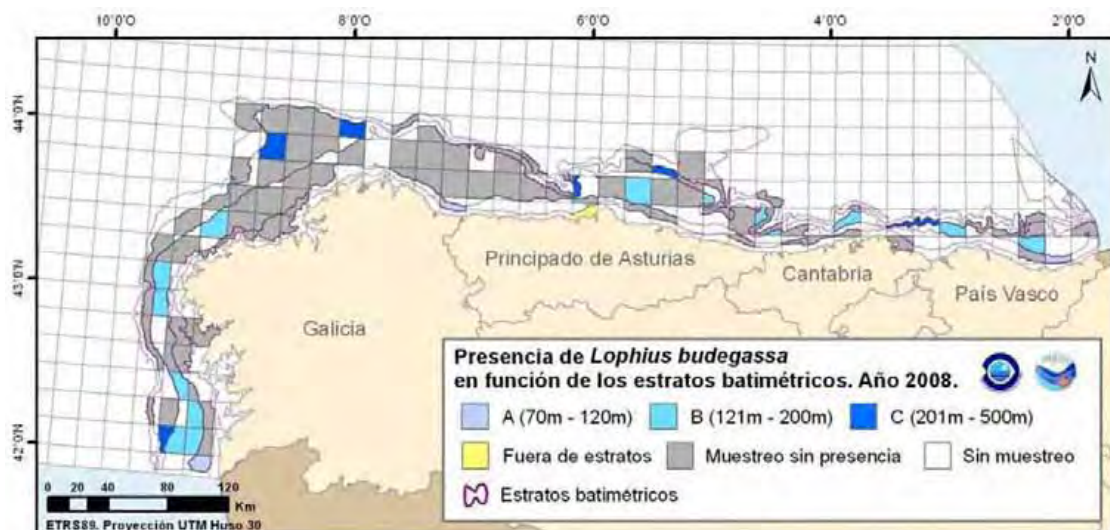 10°0'O 8°0'O 6°0'O 4°0'O 2°0'O
N
44°0'N
43°0'N
42°0'N
Principado de Asturias
Cantabria
País Vasco
Galicia
Presencia de Lophius budegassa
en función de los estratos batimétricos. Año 2008.
A (70m - 120m) B (121m - 200m) C (201m - 500m)
Fuera de estratos Muestreo sin presencia Sin muestreo
Estratos batimétricos
0 20 40 80 120
Km
ETRS89. Proyección UTM Huso 30